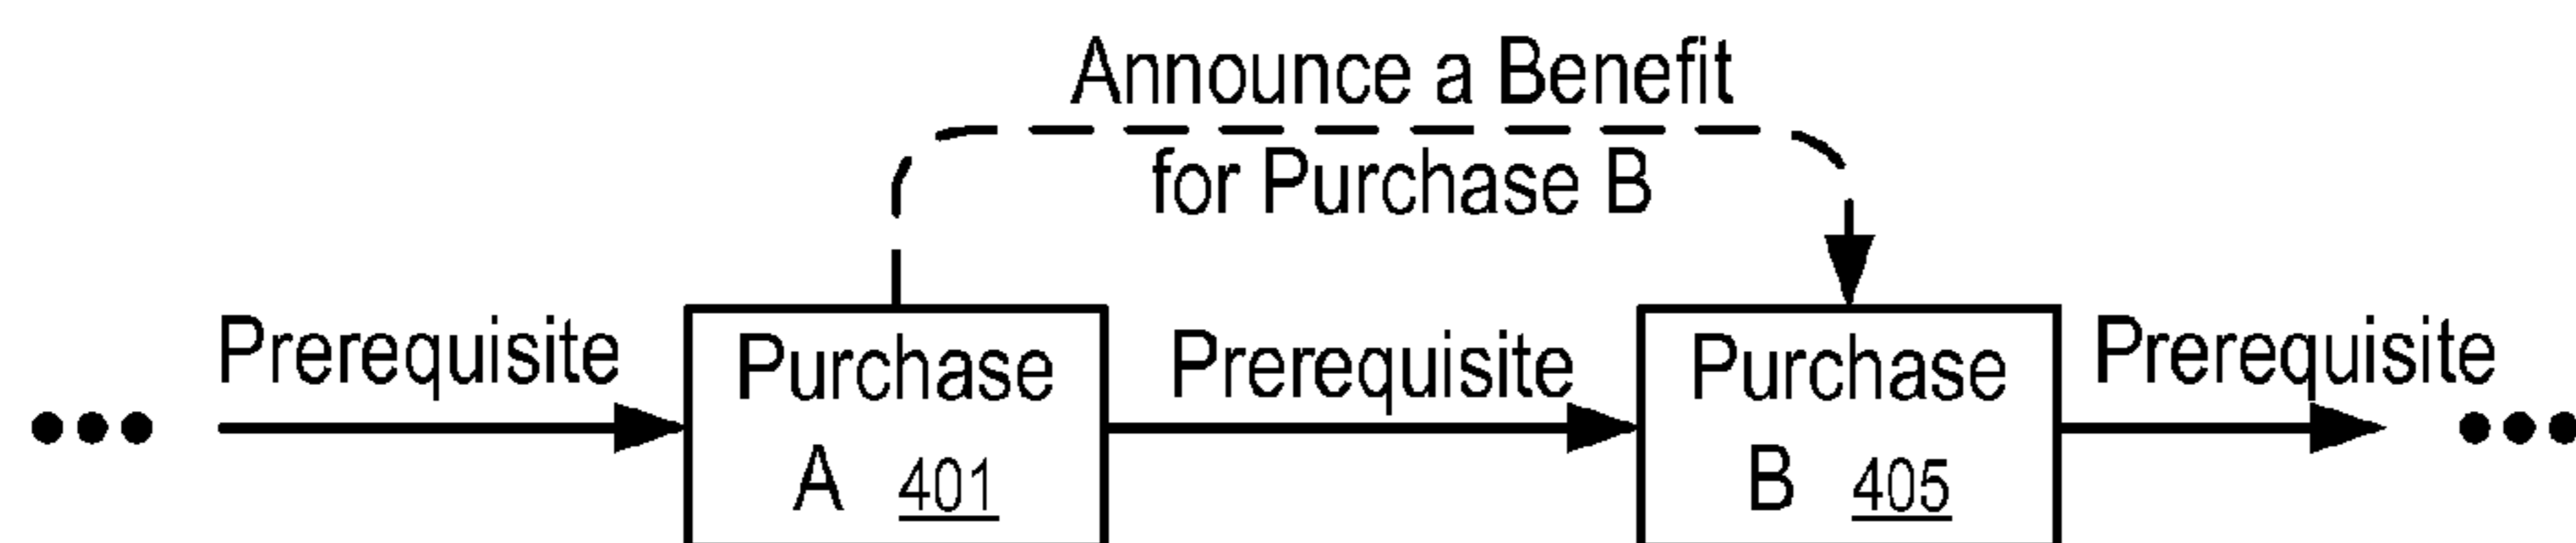 Announce a Benefit
for Purchase B
Prerequisite
Purchase
A 401
Prerequisite
Purchase
B 405
Prerequisite